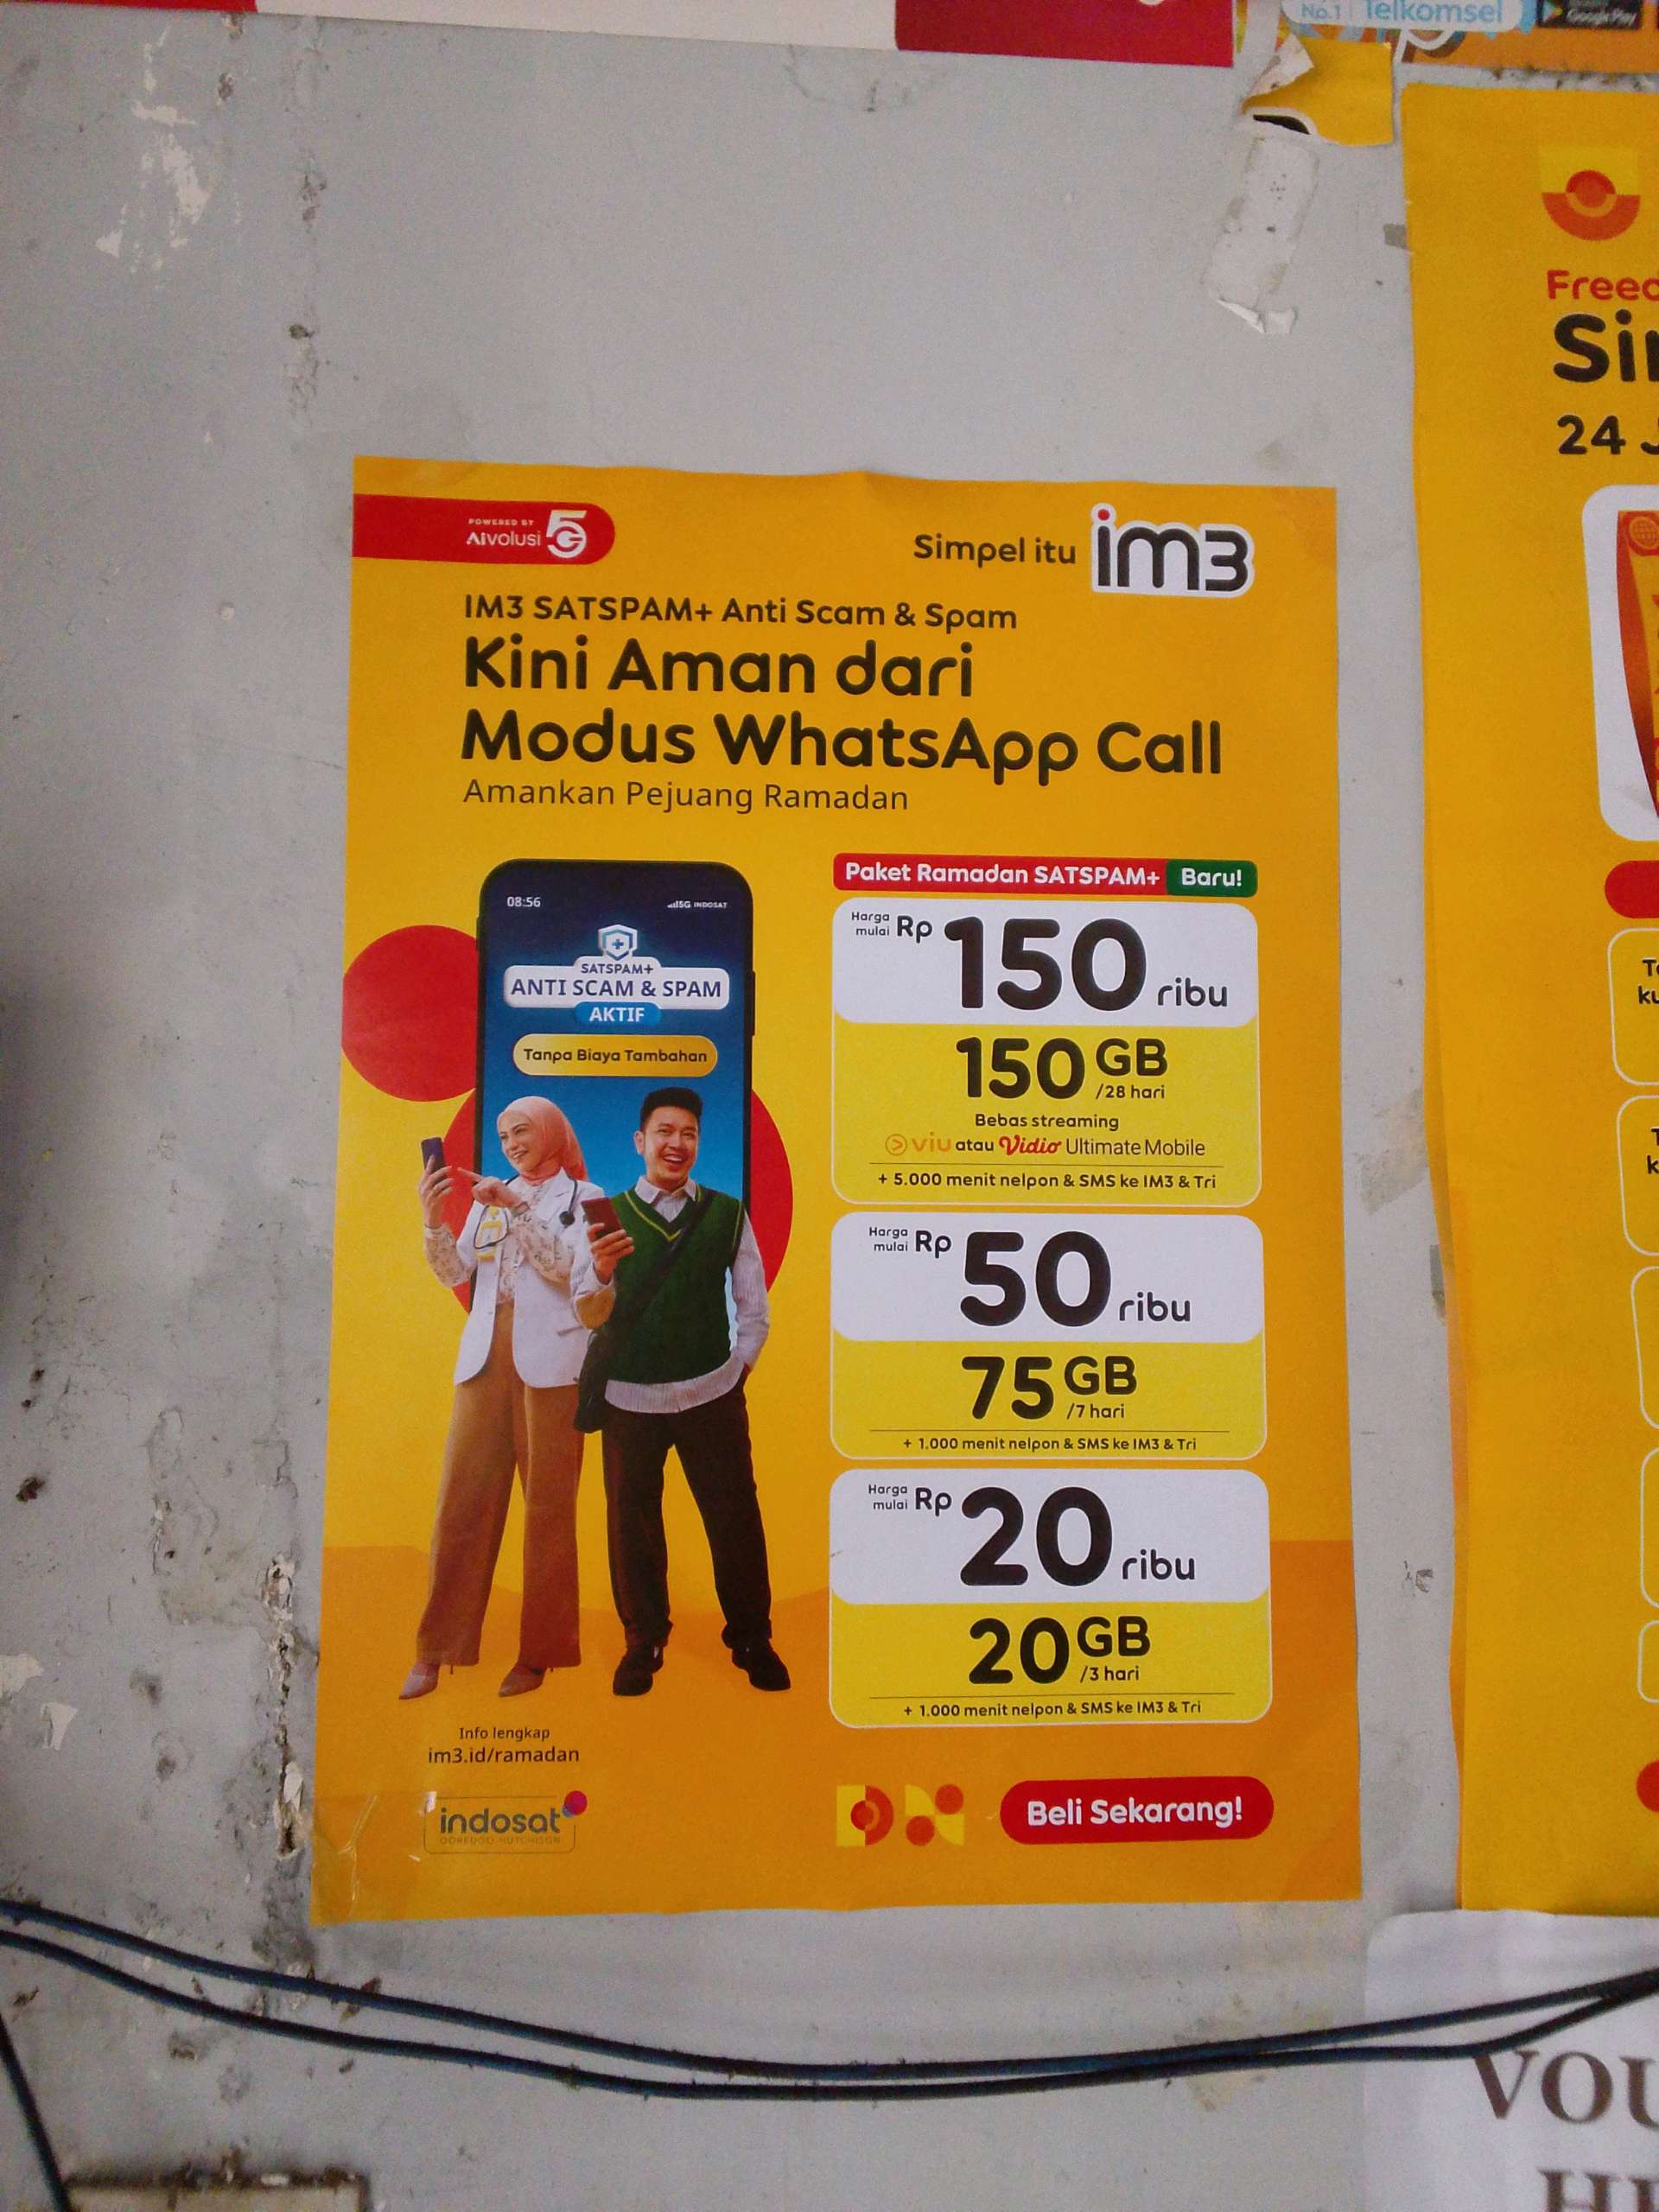 No.1 Telkomsel
Google Play
POWERED BY
AIvolusi 5G
Simpel itu im3
IM3 SATSPAM+ Anti Scam & Spam
Kini Aman dari
Modus WhatsApp Call
Amankan Pejuang Ramadan
08:56
5G INDOSAT
SATSPAM+
ANTI SCAM & SPAM
AKTIF
Tanpa Biaya Tambahan
Paket Ramadan SATSPAM+ Baru!
Harga mulai Rp 150 ribu
150 GB
/28 hari
Bebas streaming
viu atau Vidio Ultimate Mobile
+ 5.000 menit nelpon & SMS ke IM3 & Tri
Harga mulai Rp 50 ribu
75 GB
/7 hari
+ 1.000 menit nelpon & SMS ke IM3 & Tri
Harga mulai Rp 20 ribu
20 GB
/3 hari
+ 1.000 menit nelpon & SMS ke IM3 & Tri
Info lengkap
im3.id/ramadan
indosat
OOREDOO HUTCHISON
Beli Sekarang!
24